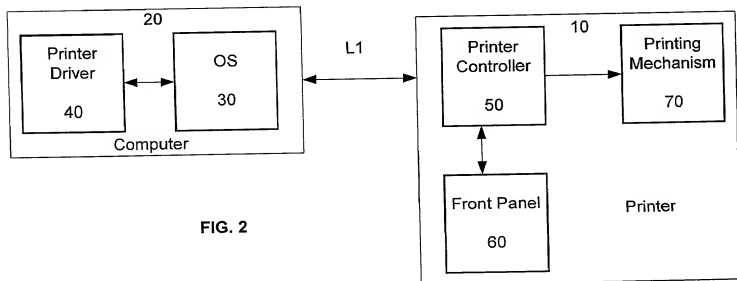 20
Printer
Driver
40
OS
30
Computer
L1
10
Printer
Controller
50
Printing
Mechanism
70
Front Panel
60
Printer
FIG. 2